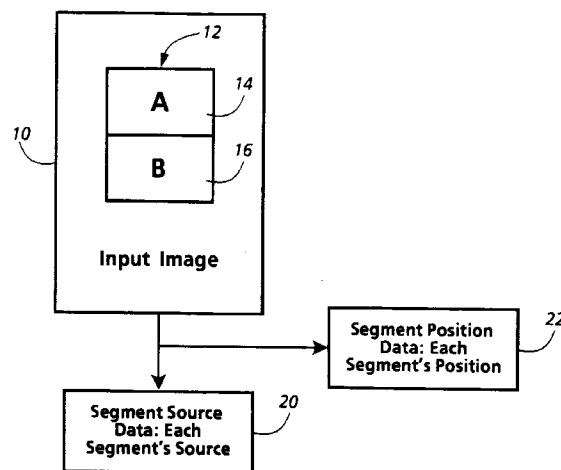 12
A
14
10
B
16
Input Image
Segment Position
Data: Each
Segment's Position
22
Segment Source
Data: Each
Segment's Source
20